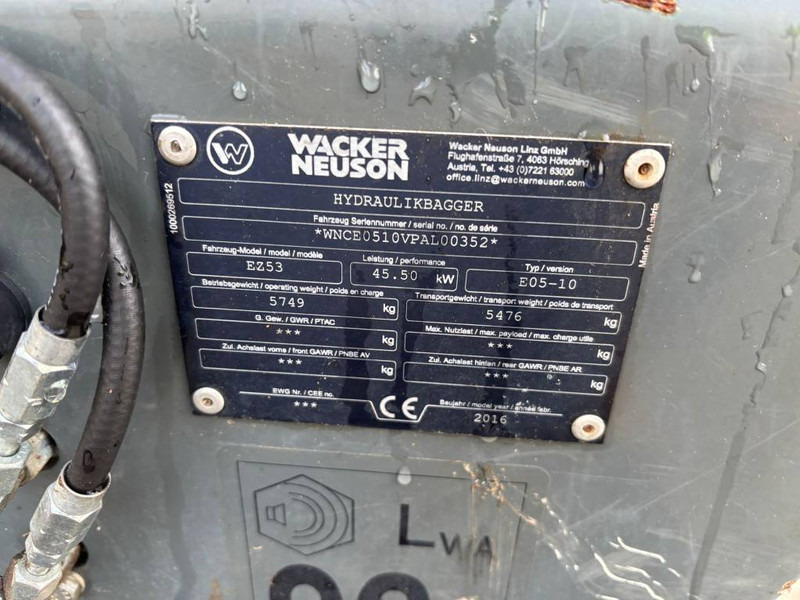 W
WACKER
NEUSON
Wacker Neuson Linz GmbH
Flughafenstraße 7, 4063 Hörsching
Austria, Tel. +43 (0)7221 63000
office.linz@wackerneuson.com
1000269512
HYDRAULIKBAGGER
Fahrzeug Seriennummer / serial no. / no. de série
*WNCE0510VPAL00352*
Made in Austria
Fahrzeug-Model / model / modèle
EZ53
Leistung / performance
45.50 kW
Typ / version
E05-10
Betriebsgewicht / operating weight / poids en charge
5749 kg
Transportgewicht / transport weight / poids de transport
5476 kg
G. Gew. / GWR / PTAC
*** kg
Max. Nutzlast / max. payload / max. charge utile
*** kg
Zul. Achslast vorne / front GAWR / PNBE AV
*** kg
Zul. Achslast hinten / rear GAWR / PNBE AR
*** kg
EWG Nr. / CEE no.
***
CE
Baujahr / model year / année fabr.
2016
LWA